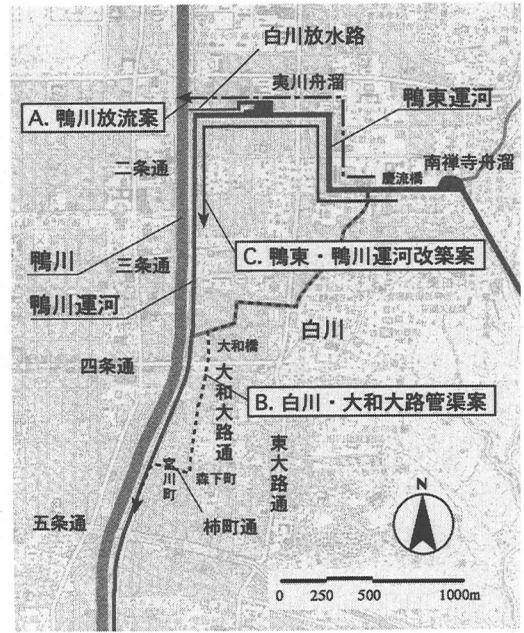 白川放水路
夷川舟溜
A. 鴨川放流案
鴨東運河
南禅寺舟溜
二条通
慶流橋
鴨川
三条通
C. 鴨東・鴨川運河改築案
鴨川運河
白川
大和橋
四条通
大和大路通
B. 白川・大和大路管渠案
東大路通
宮川町
森下町
柿町通
五条通
N
0 250 500 1000m